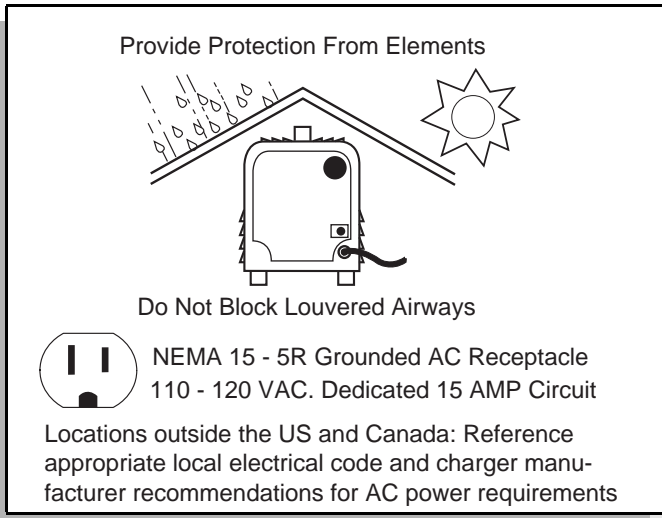 Provide Protection From Elements
Do Not Block Louvered Airways
NEMA 15 - 5R Grounded AC Receptacle
110 - 120 VAC. Dedicated 15 AMP Circuit
Locations outside the US and Canada: Reference
appropriate local electrical code and charger manu-
facturer recommendations for AC power requirements